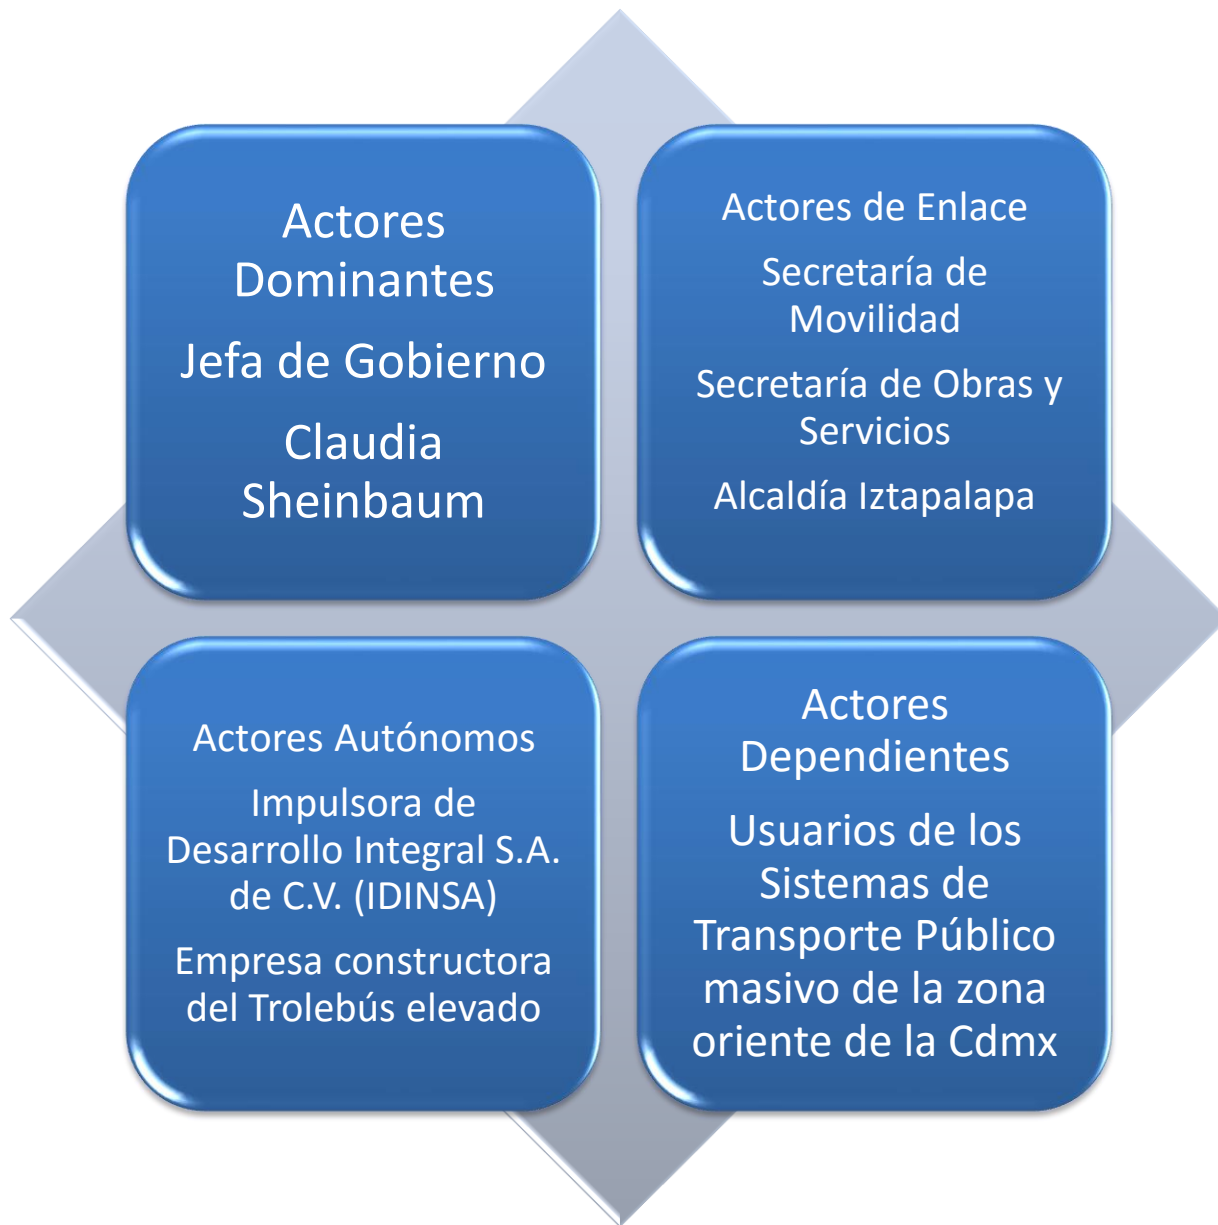 Actores
Dominantes
Jefa de Gobierno
Claudia
Sheinbaum
Actores de Enlace
Secretaría de
Movilidad
Secretaría de Obras y
Servicios
Alcaldía Iztapalapa
Actores Autónomos
Impulsora de
Desarrollo Integral S.A.
de C.V. (IDINSA)
Empresa constructora
del Trolebús elevado
Actores
Dependientes
Usuarios de los
Sistemas de
Transporte Público
masivo de la zona
oriente de la Cdmx